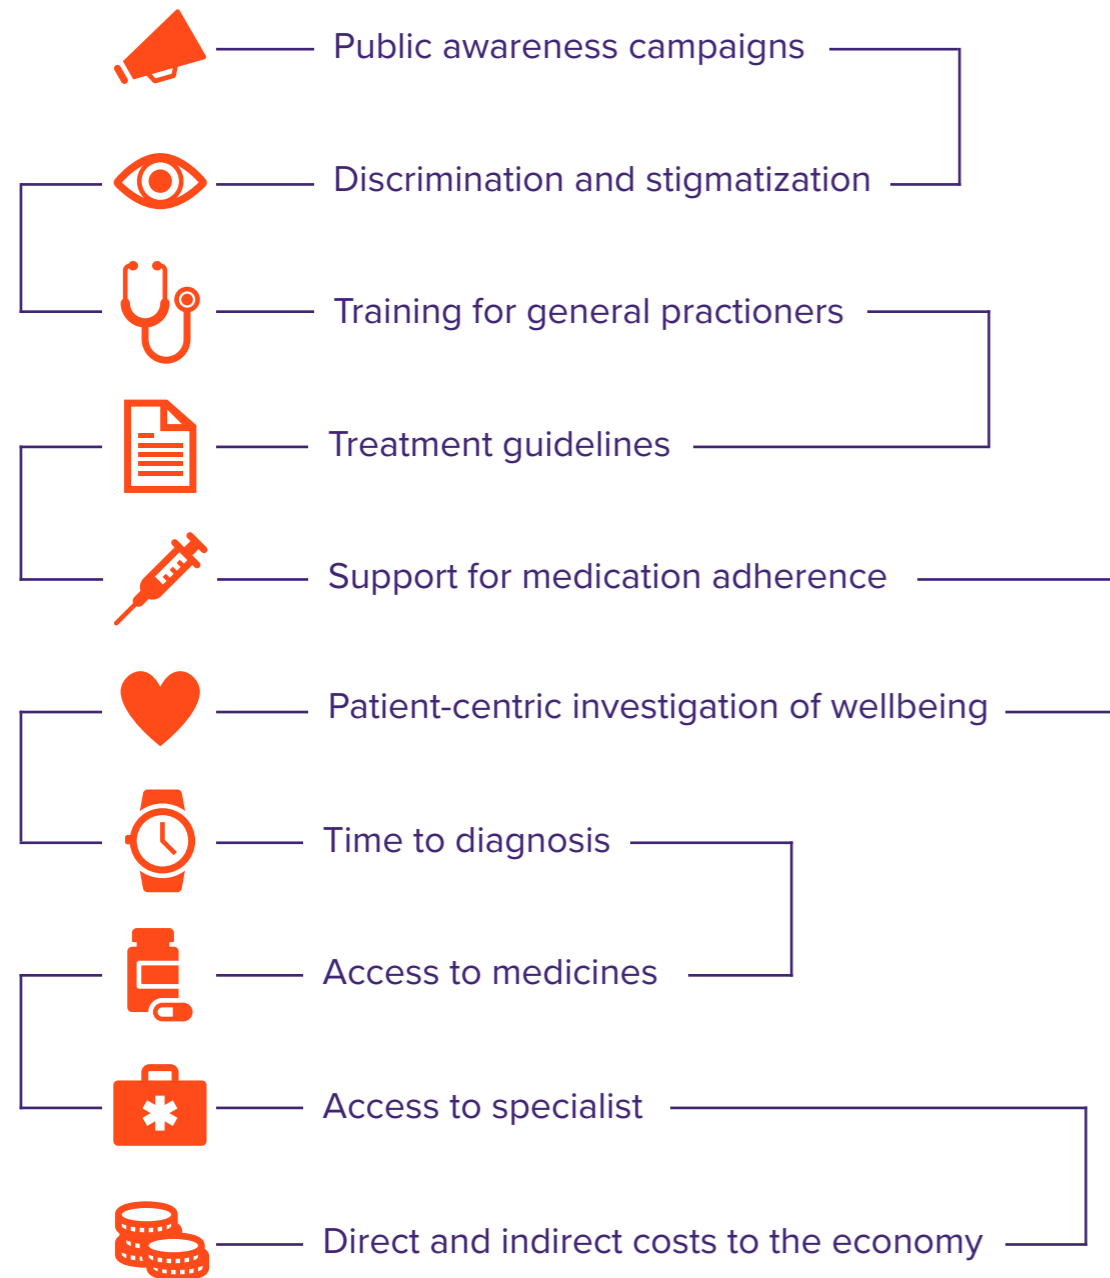 Public awareness campaigns
Discrimination and stigmatization
Training for general practioners
Treatment guidelines
Support for medication adherence
Patient-centric investigation of wellbeing
Time to diagnosis
Access to medicines
Access to specialist
Direct and indirect costs to the economy